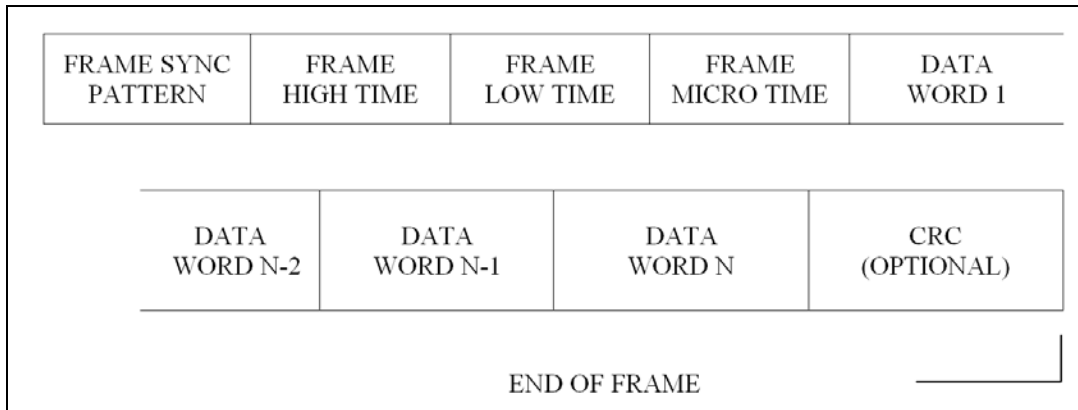 FRAME SYNC PATTERN
FRAME HIGH TIME
FRAME LOW TIME
FRAME MICRO TIME
DATA WORD 1
DATA WORD N-2
DATA WORD N-1
DATA WORD N
CRC (OPTIONAL)
END OF FRAME